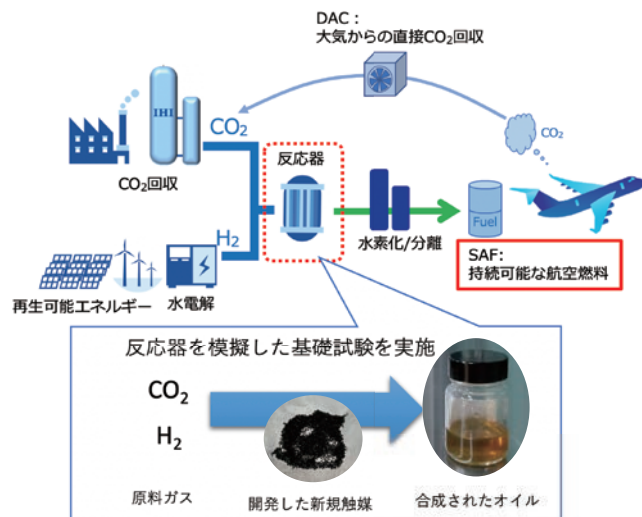 DAC：
大気からの直接CO₂回収
IHI
CO₂
CO₂
CO₂回収
反応器
H₂
水素化/分離
Fuel
SAF：
持続可能な航空燃料
再生可能エネルギー
水電解
反応器を模擬した基礎試験を実施
CO₂
H₂
原料ガス
開発した新規触媒
合成されたオイル